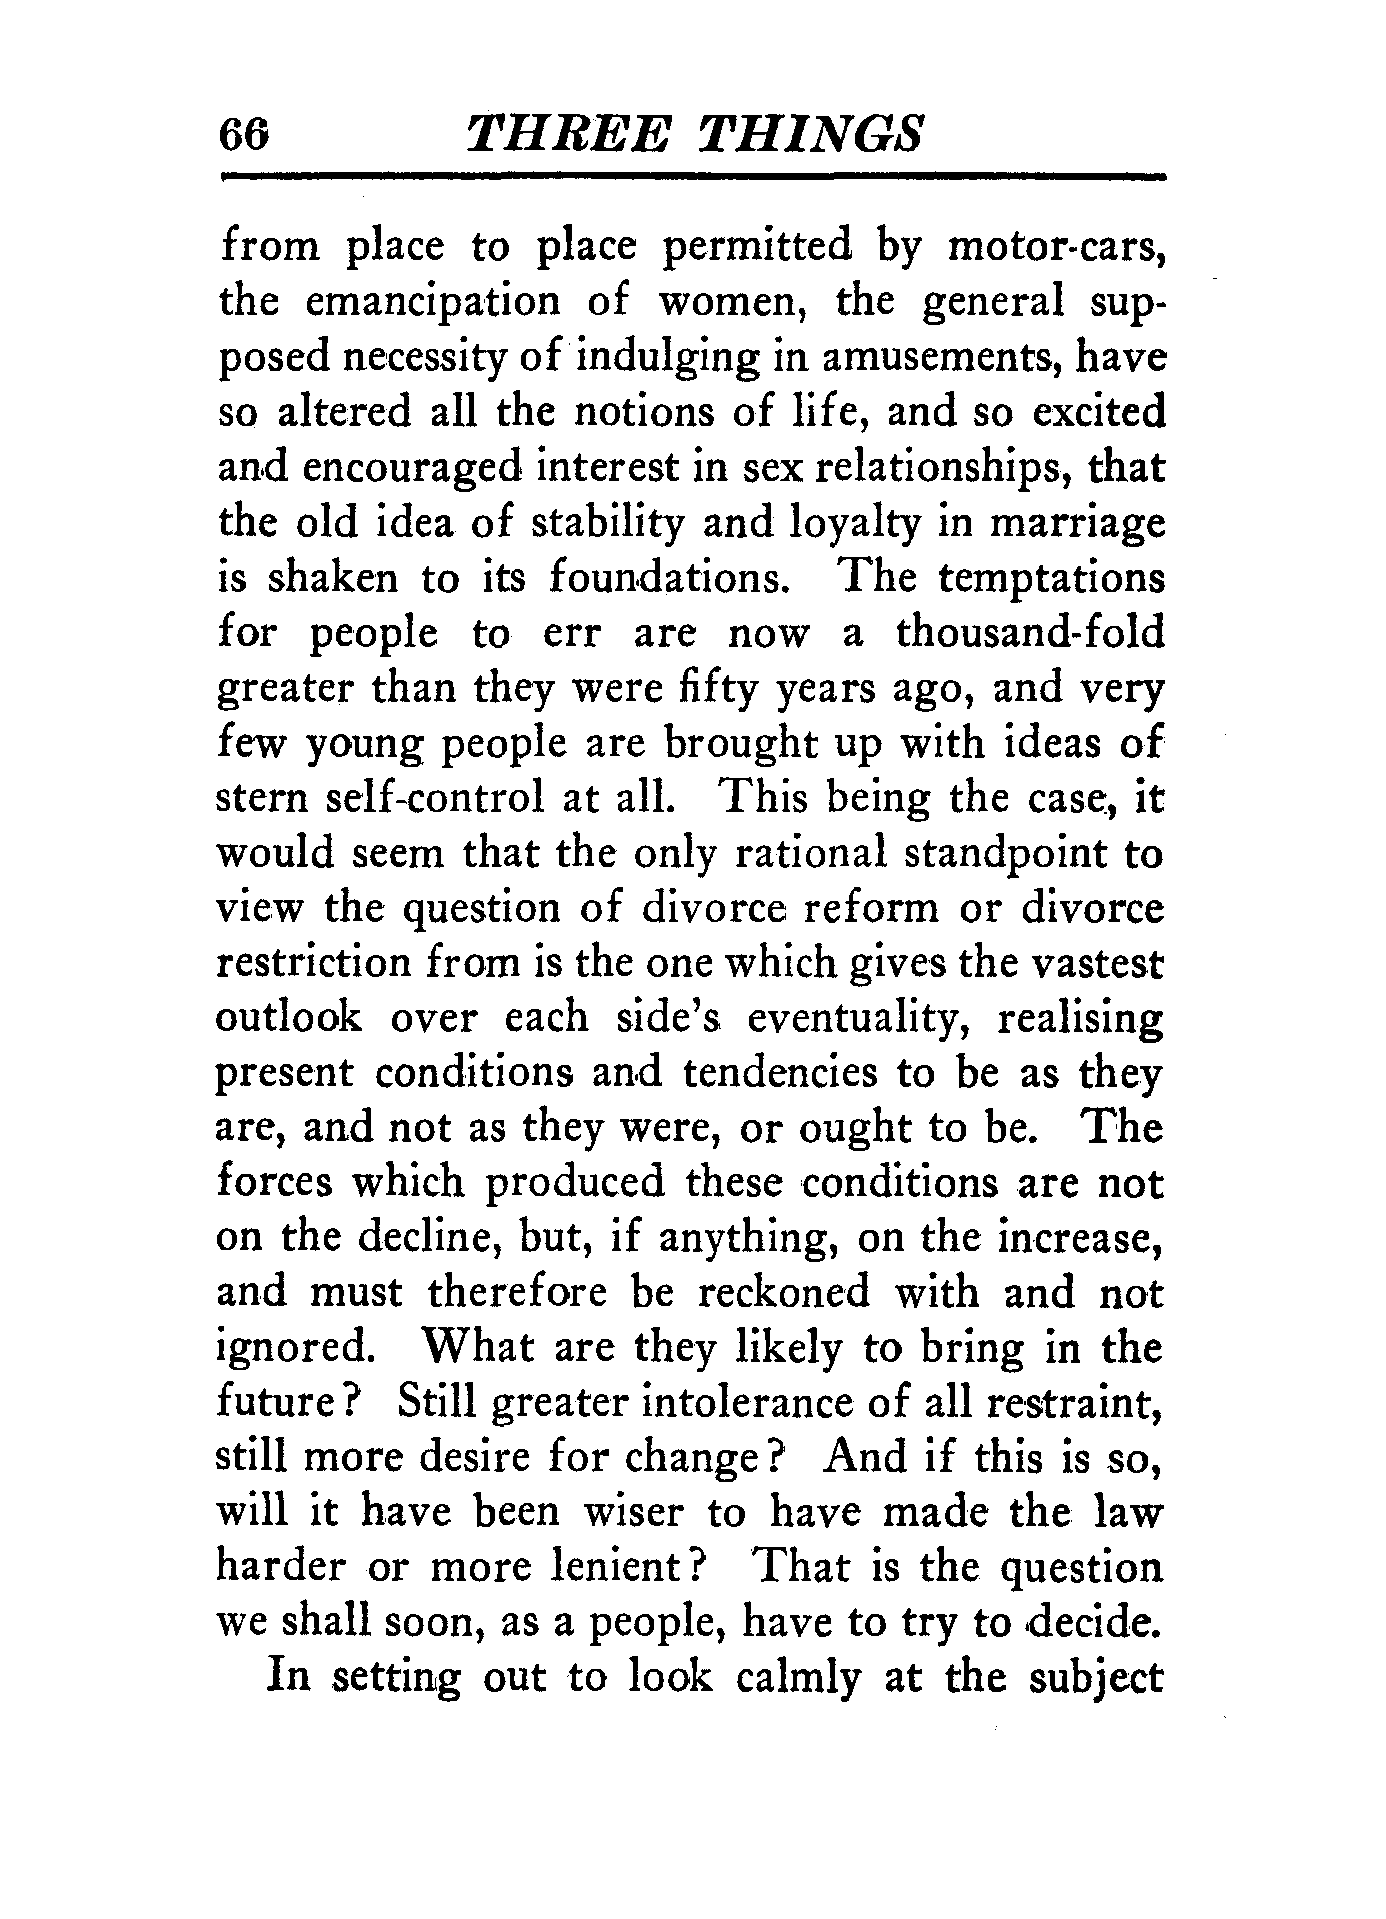 66 THREE THINGS
from place to place permitted by motor-cars,
the emancipation of women, the general sup-
posed necessity of indulging in amusements, have
so altered all the notions of life, and so excited
and encouraged interest in sex relationships, that
the old idea of stability and loyalty in marriage
is shaken to its foundations. The temptations
for people to err are now a thousand-fold
greater than they were fifty years ago, and very
few young people are brought up with ideas of
stern self-control at all. This being the case, it
would seem that the only rational standpoint to
view the question of divorce reform or divorce
restriction from is the one which gives the vastest
outlook over each side's eventuality, realising
present conditions and tendencies to be as they
are, and not as they were, or ought to be. The
forces which produced these conditions are not
on the decline, but, if anything, on the increase,
and must therefore be reckoned with and not
ignored. What are they likely to bring in the
future? Still greater intolerance of all restraint,
still more desire for change? And if this is so,
will it have been wiser to have made the law
harder or more lenient? That is the question
we shall soon, as a people, have to try to decide.
In setting out to look calmly at the subject